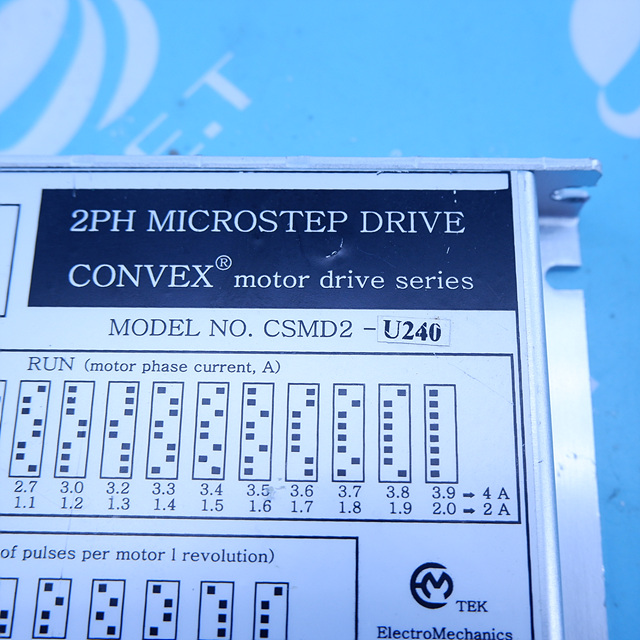 E.T
2PH MICROSTEP DRIVE
CONVEX® motor drive series
MODEL NO. CSMD2 - U240
RUN (motor phase current, A)
2.7 3.0 3.2 3.3 3.4 3.5 3.6 3.7 3.8 3.9 → 4 A
1.1 1.2 1.3 1.4 1.5 1.6 1.7 1.8 1.9 2.0 → 2 A
of pulses per motor 1 revolution)
TEK
ElectroMechanics